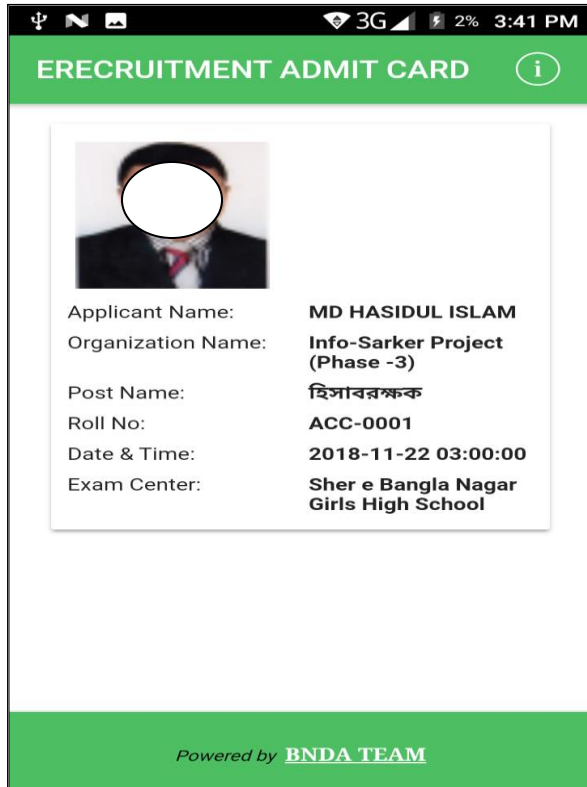 3G 2% 3:41 PM
ERECRUITMENT ADMIT CARD i
Applicant Name: MD HASIDUL ISLAM
Organization Name: Info-Sarker Project
(Phase -3)
Post Name: হিসাবরক্ষক
Roll No: ACC-0001
Date & Time: 2018-11-22 03:00:00
Exam Center: Sher e Bangla Nagar
Girls High School
Powered by BNDA TEAM